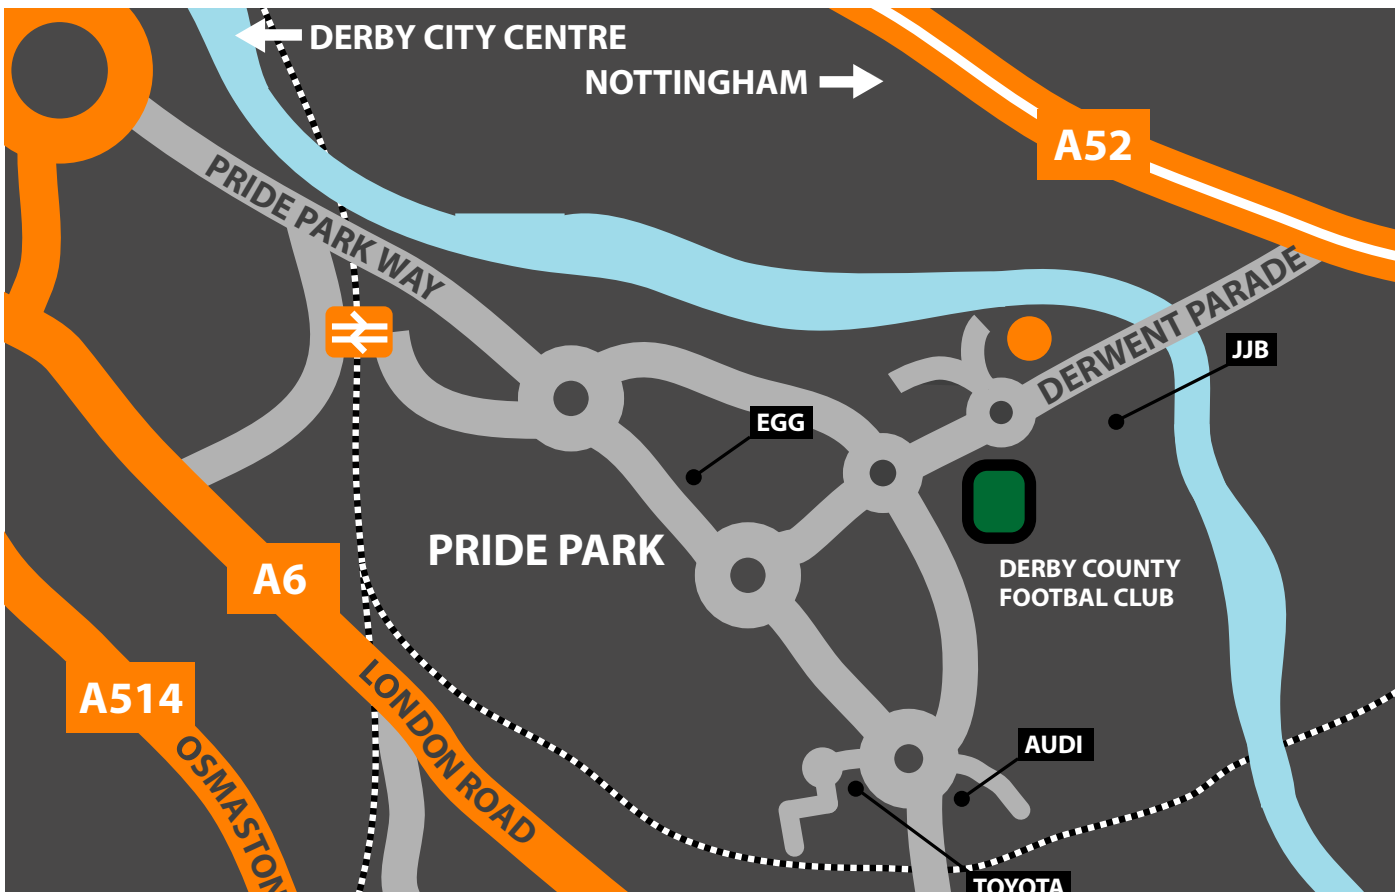 DERBY CITY CENTRE
NOTTINGHAM
A52
PRIDE PARK WAY
DERWENT PARADE
JJB
EGG
PRIDE PARK
DERBY COUNTY
FOOTBAL CLUB
A6
A514
LONDON ROAD
OSMASTON
AUDI
TOYOTA